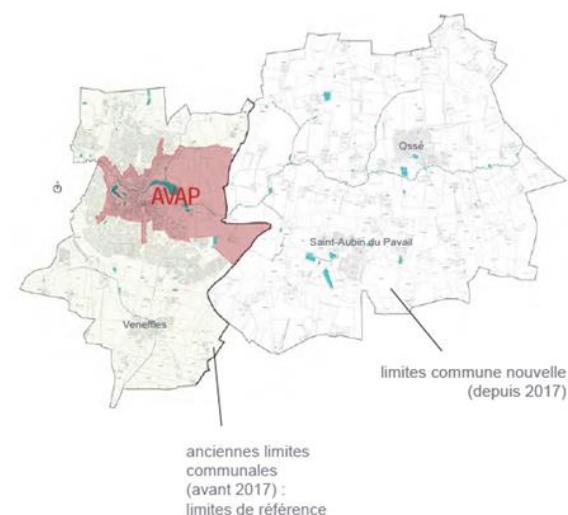 Ossé
AVAP
Saint-Aubin du Pavail
Veneffles
limites commune nouvelle
(depuis 2017)
anciennes limites
communales
(avant 2017) :
limites de référence